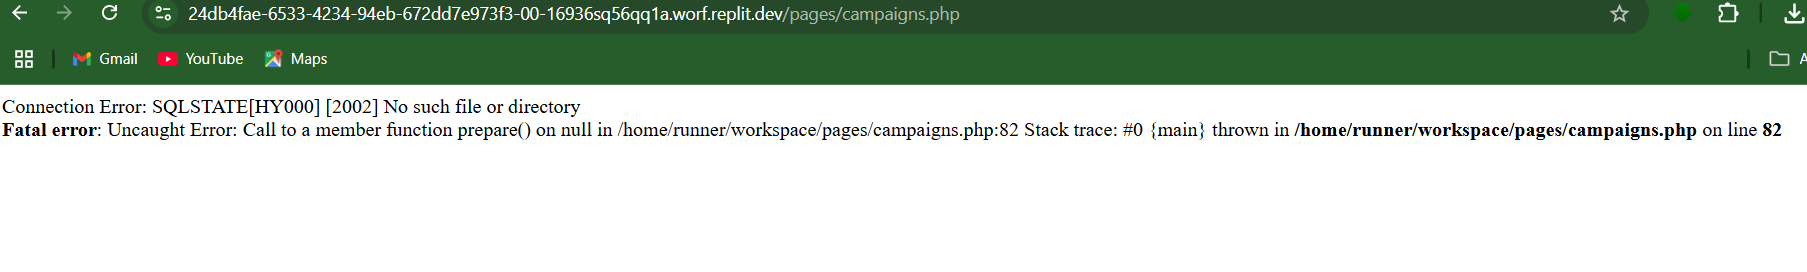 24db4fae-6533-4234-94eb-672dd7e973f3-00-16936sq56qq1a.worf.replit.dev/pages/campaigns.php
Gmail YouTube Maps A
Connection Error: SQLSTATE[HY000] [2002] No such file or directory
Fatal error: Uncaught Error: Call to a member function prepare() on null in /home/runner/workspace/pages/campaigns.php:82 Stack trace: #0 {main} thrown in /home/runner/workspace/pages/campaigns.php on line 82